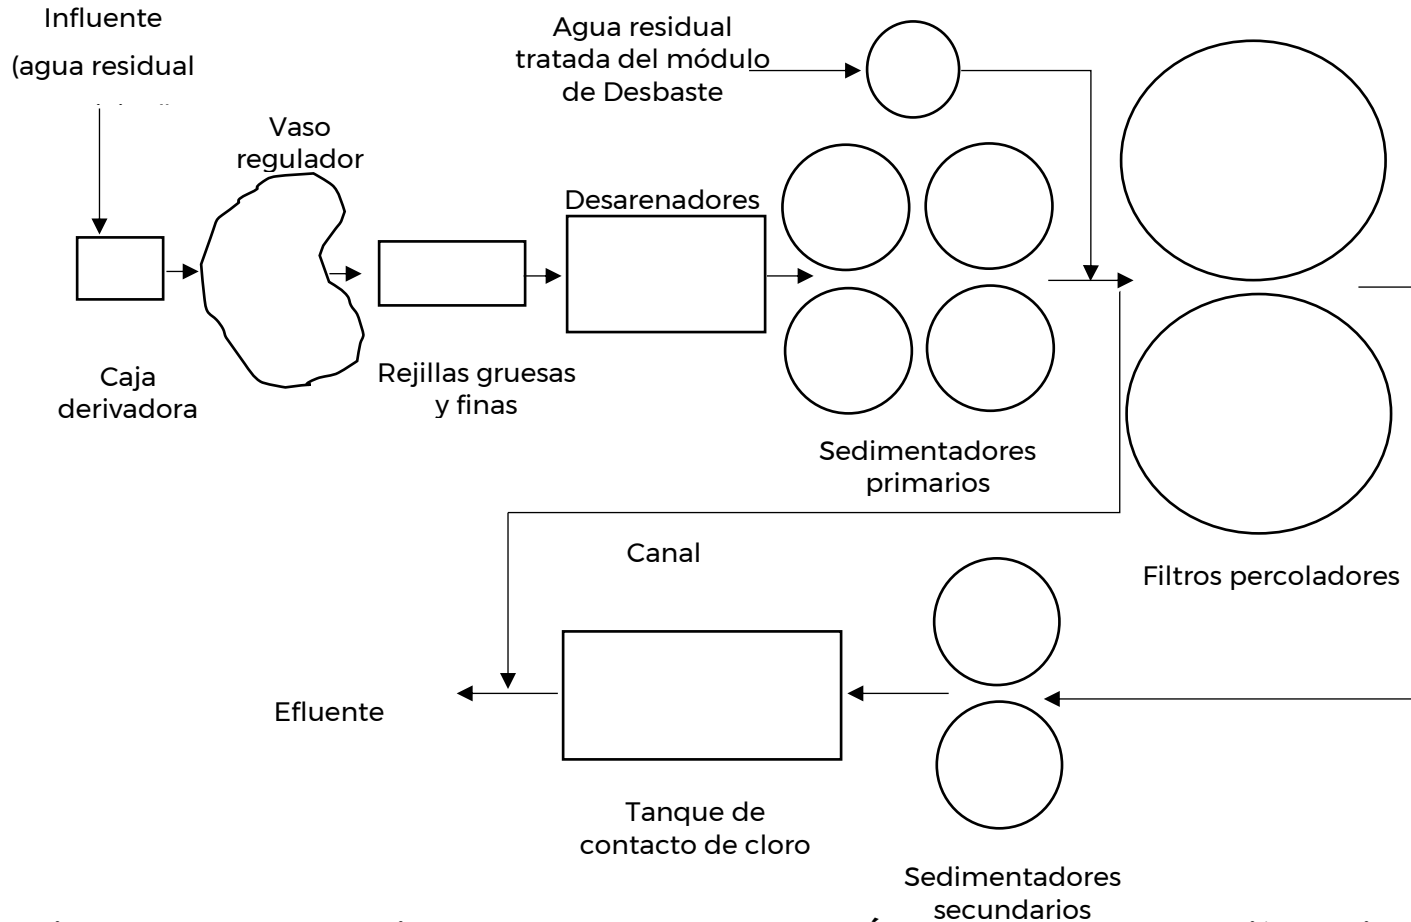 Influente
(agua residual
Agua residual
tratada del módulo
de Desbaste
Vaso
regulador
Desarenadores
Caja
derivadora
Rejillas gruesas
y finas
Sedimentadores
primarios
Canal
Filtros percoladores
Efluente
Tanque de
contacto de cloro
Sedimentadores
secundarios